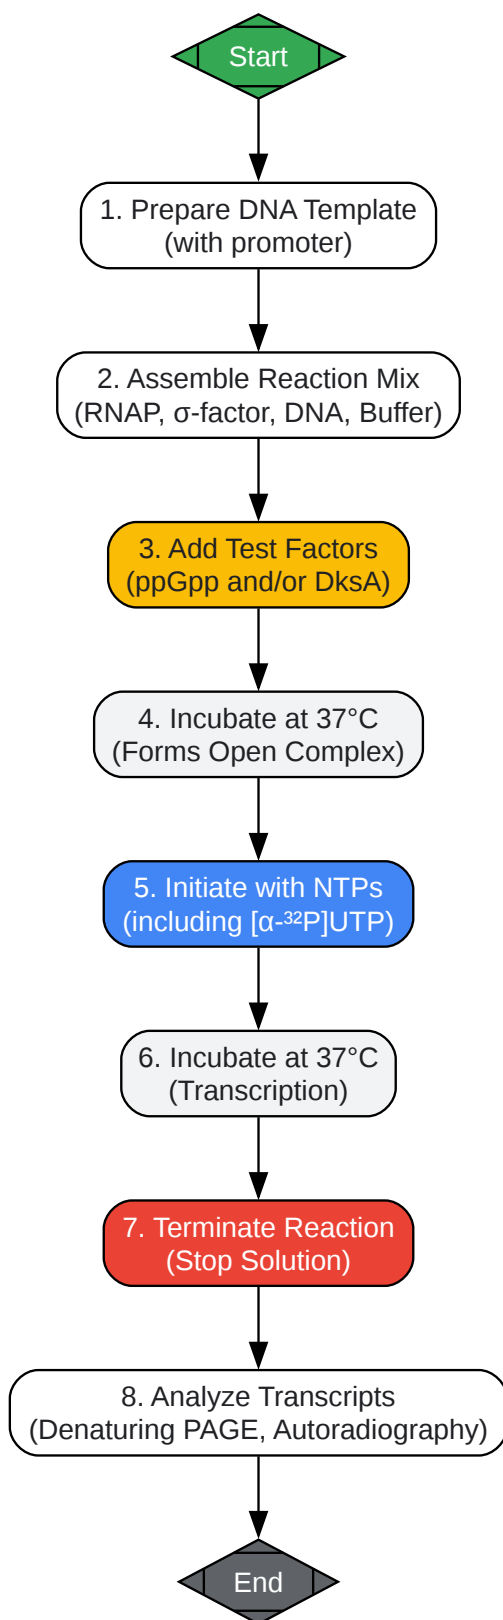 Start
1. Prepare DNA Template
(with promoter)
2. Assemble Reaction Mix
(RNAP, σ-factor, DNA, Buffer)
3. Add Test Factors
(ppGpp and/or DksA)
4. Incubate at 37°C
(Forms Open Complex)
5. Initiate with NTPs
(including [α-³²P]UTP)
6. Incubate at 37°C
(Transcription)
7. Terminate Reaction
(Stop Solution)
8. Analyze Transcripts
(Denaturing PAGE, Autoradiography)
End